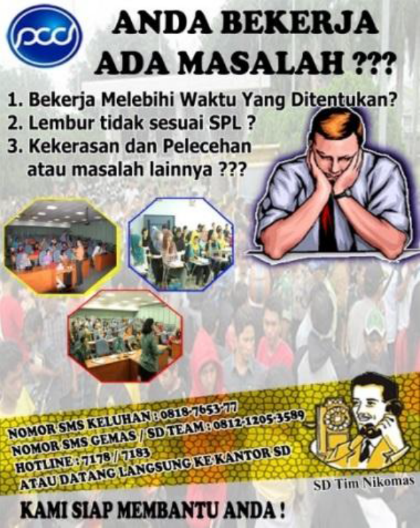 pcd
ANDA BEKERJA
ADA MASALAH ???
1. Bekerja Melebihi Waktu Yang Ditentukan?
2. Lembur tidak sesuai SPL ?
3. Kekerasan dan Pelecehan
atau masalah lainnya ???
NOMOR SMS KELUHAN : 0818-7653-77
NOMOR SMS GEMAS / SD TEAM : 0812-1205-3589
HOTLINE : 7178 / 7183
ATAU DATANG LANGSUNG KE KANTOR SD
SD Tim Nikomas
KAMI SIAP MEMBANTU ANDA !